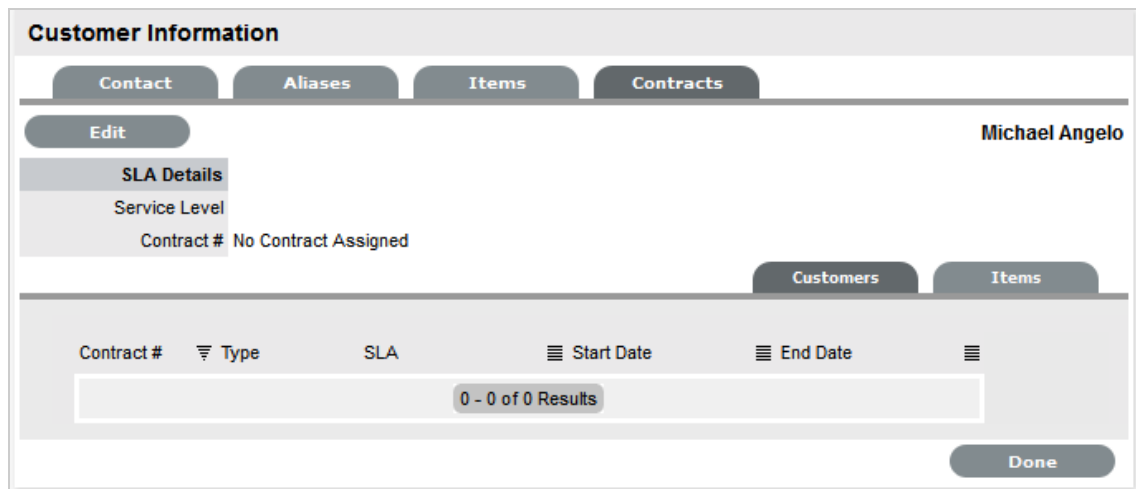 Customer Information
Contact Aliases Items Contracts
Edit Michael Angelo
SLA Details
Service Level
Contract # No Contract Assigned
Customers Items
Contract # Type SLA Start Date End Date
0 - 0 of 0 Results
Done